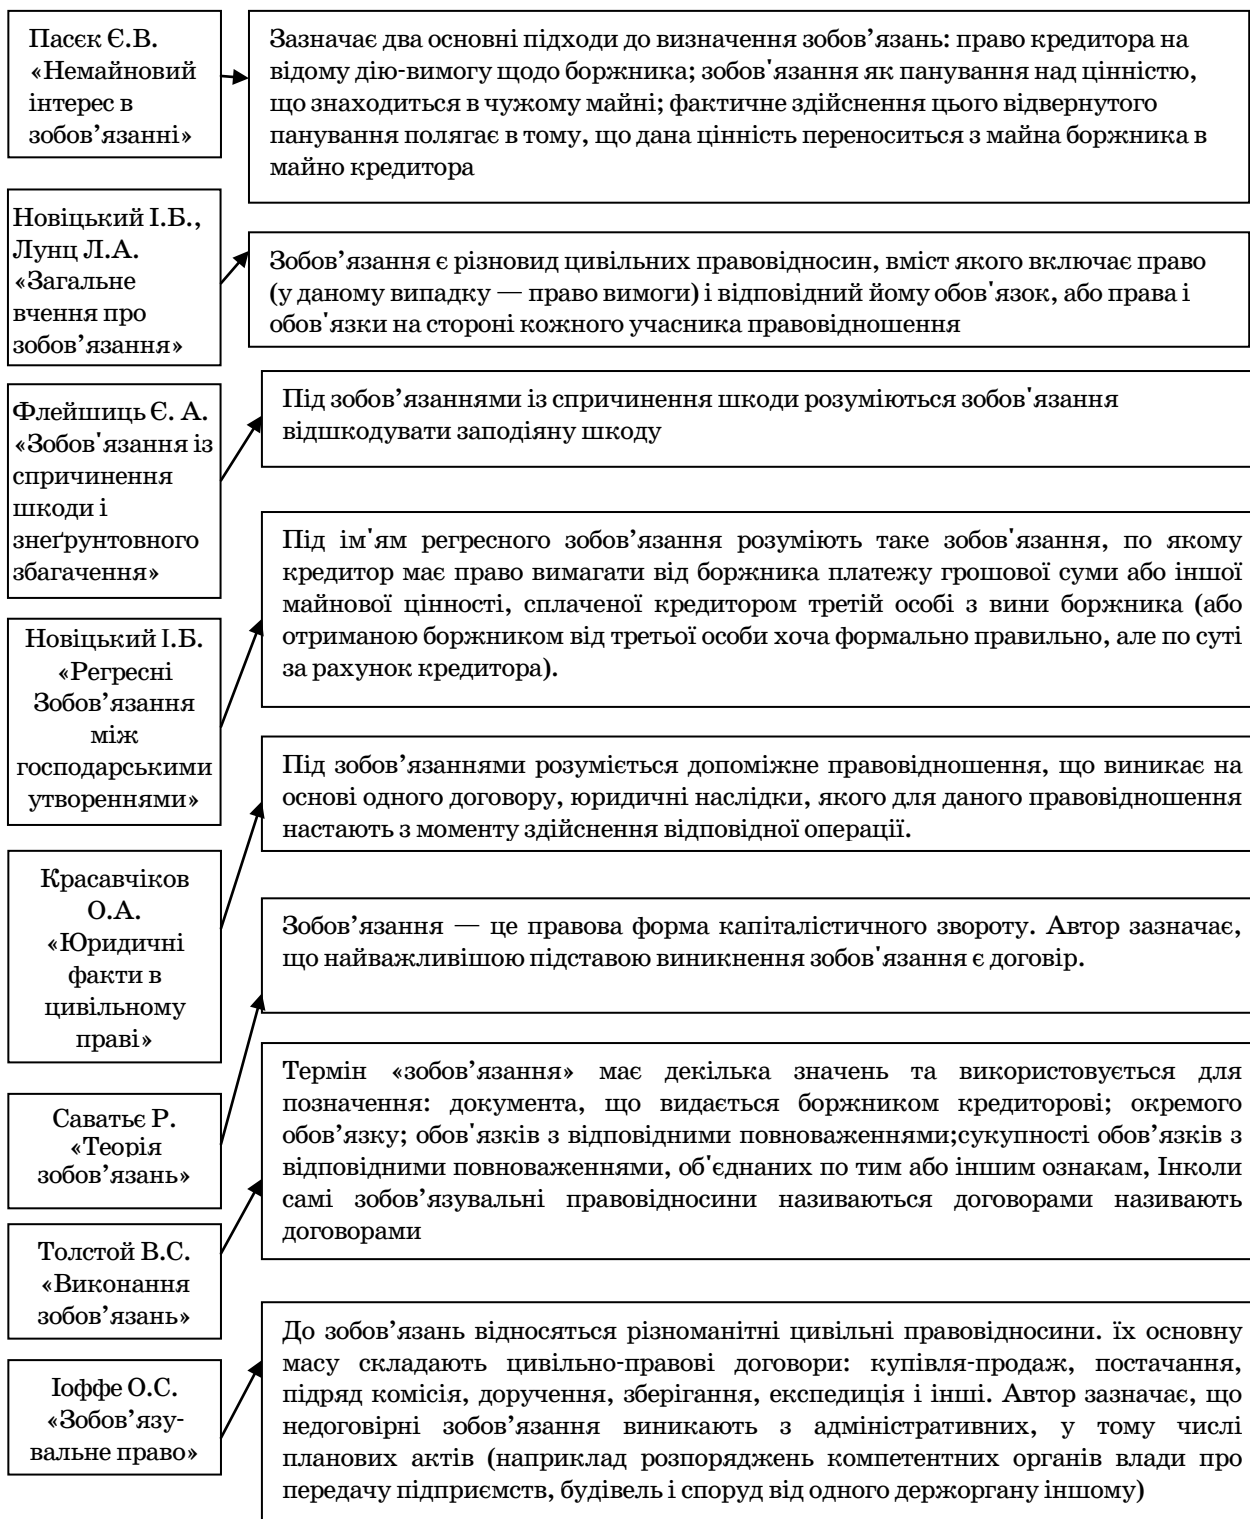 Пасєк Є.В.
«Немайновий
інтерес в
зобов’язанні»
Зазначає два основні підходи до визначення зобов’язань: право кредитора на
відому дію-вимогу щодо боржника; зобов'язання як панування над цінністю,
що знаходиться в чужому майні; фактичне здійснення цього відвернутого
панування полягає в тому, що дана цінність переноситься з майна боржника в
майно кредитора
Новіцький І.Б.,
Лунц Л.А.
«Загальне
вчення про
зобов’язання»
Зобов’язання є різновид цивільних правовідносин, вміст якого включає право
(у даному випадку — право вимоги) і відповідний йому обов'язок, або права і
обов'язки на стороні кожного учасника правовідношення
Флейшиць Є. А.
«Зобов'язання із
спричинення
шкоди і
знеґрунтовного
збагачення»
Під зобов’язаннями із спричинення шкоди розуміються зобов'язання
відшкодувати заподіяну шкоду
Новіцький І.Б.
«Регресні
Зобов’язання
між
господарськими
утвореннями»
Під ім'ям регресного зобов’язання розуміють таке зобов'язання, по якому
кредитор має право вимагати від боржника платежу грошової суми або іншої
майнової цінності, сплаченої кредитором третій особі з вини боржника (або
отриманою боржником від третьої особи хоча формально правильно, але по суті
за рахунок кредитора).
Красавчіков
О.А.
«Юридичні
факти в
цивільному
праві»
Під зобов’язаннями розуміється допоміжне правовідношення, що виникає на
основі одного договору, юридичні наслідки, якого для даного правовідношення
настають з моменту здійснення відповідної операції.
Саватьє Р.
«Теорія
зобов’язань»
Зобов’язання — це правова форма капіталістичного звороту. Автор зазначає,
що найважливішою підставою виникнення зобов'язання є договір.
Толстой В.С.
«Виконання
зобов’язань»
Термін «зобов’язання» має декілька значень та використовується для
позначення: документа, що видається боржником кредиторові; окремого
обов’язку; обов'язків з відповідними повноваженнями;сукупності обов’язків з
відповідними повноваженнями, об'єднаних по тим або іншим ознакам, Інколи
самі зобов’язувальні правовідносини називаються договорами називають
договорами
Іоффе О.С.
«Зобов’язу-
вальне право»
До зобов’язань відносяться різноманітні цивільні правовідносини. їх основну
масу складають цивільно-правові договори: купівля-продаж, постачання,
підряд комісія, доручення, зберігання, експедиція і інші. Автор зазначає, що
недоговірні зобов’язання виникають з адміністративних, у тому числі
планових актів (наприклад розпоряджень компетентних органів влади про
передачу підприємств, будівель і споруд від одного держоргану іншому)